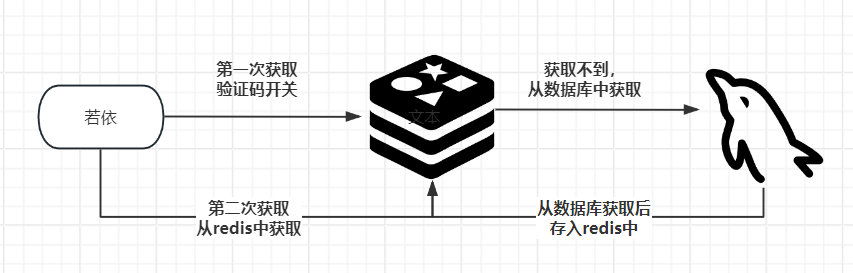 第一次获取
验证码开关
获取不到，
从数据库中获取
若依
文本
第二次获取
从redis中获取
从数据库获取后
存入redis中